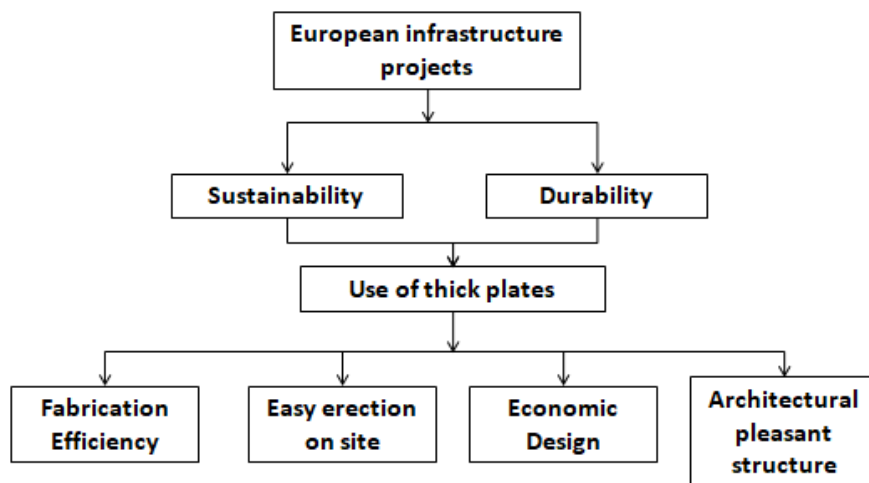 European infrastructure
projects
Sustainability
Durability
Use of thick plates
Fabrication
Efficiency
Easy erection
on site
Economic
Design
Architectural
pleasant
structure